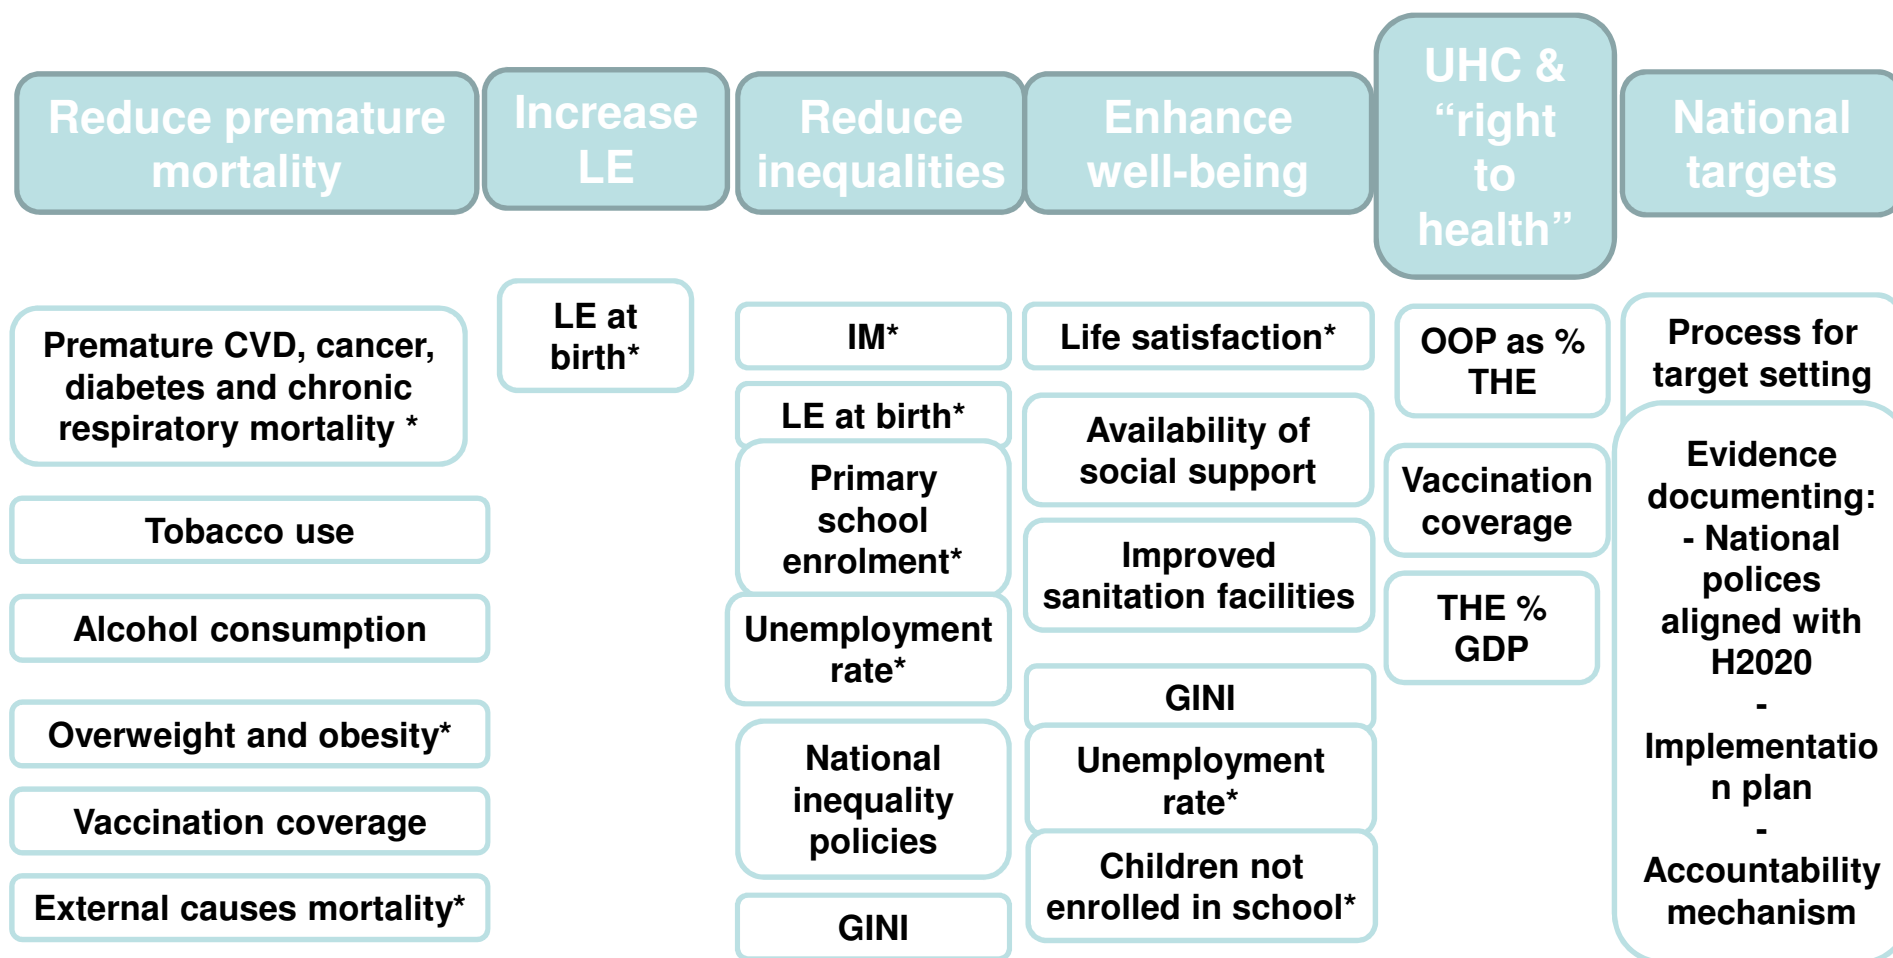 Reduce premature
mortality
Increase
LE
Reduce
inequalities
Enhance
well-being
UHC &
“right
to
health”
National
targets
Premature CVD, cancer,
diabetes and chronic
respiratory mortality *
Tobacco use
Alcohol consumption
Overweight and obesity*
Vaccination coverage
External causes mortality*
LE at
birth*
IM*
LE at birth*
Primary
school
enrolment*
Unemployment
rate*
National
inequality
policies
GINI
Life satisfaction*
Availability of
social support
Improved
sanitation facilities
GINI
Unemployment
rate*
Children not
enrolled in school*
OOP as %
THE
Vaccination
coverage
THE %
GDP
Process for
target setting
Evidence
documenting:
- National
polices
aligned with
H2020
-
Implementatio
n plan
-
Accountability
mechanism